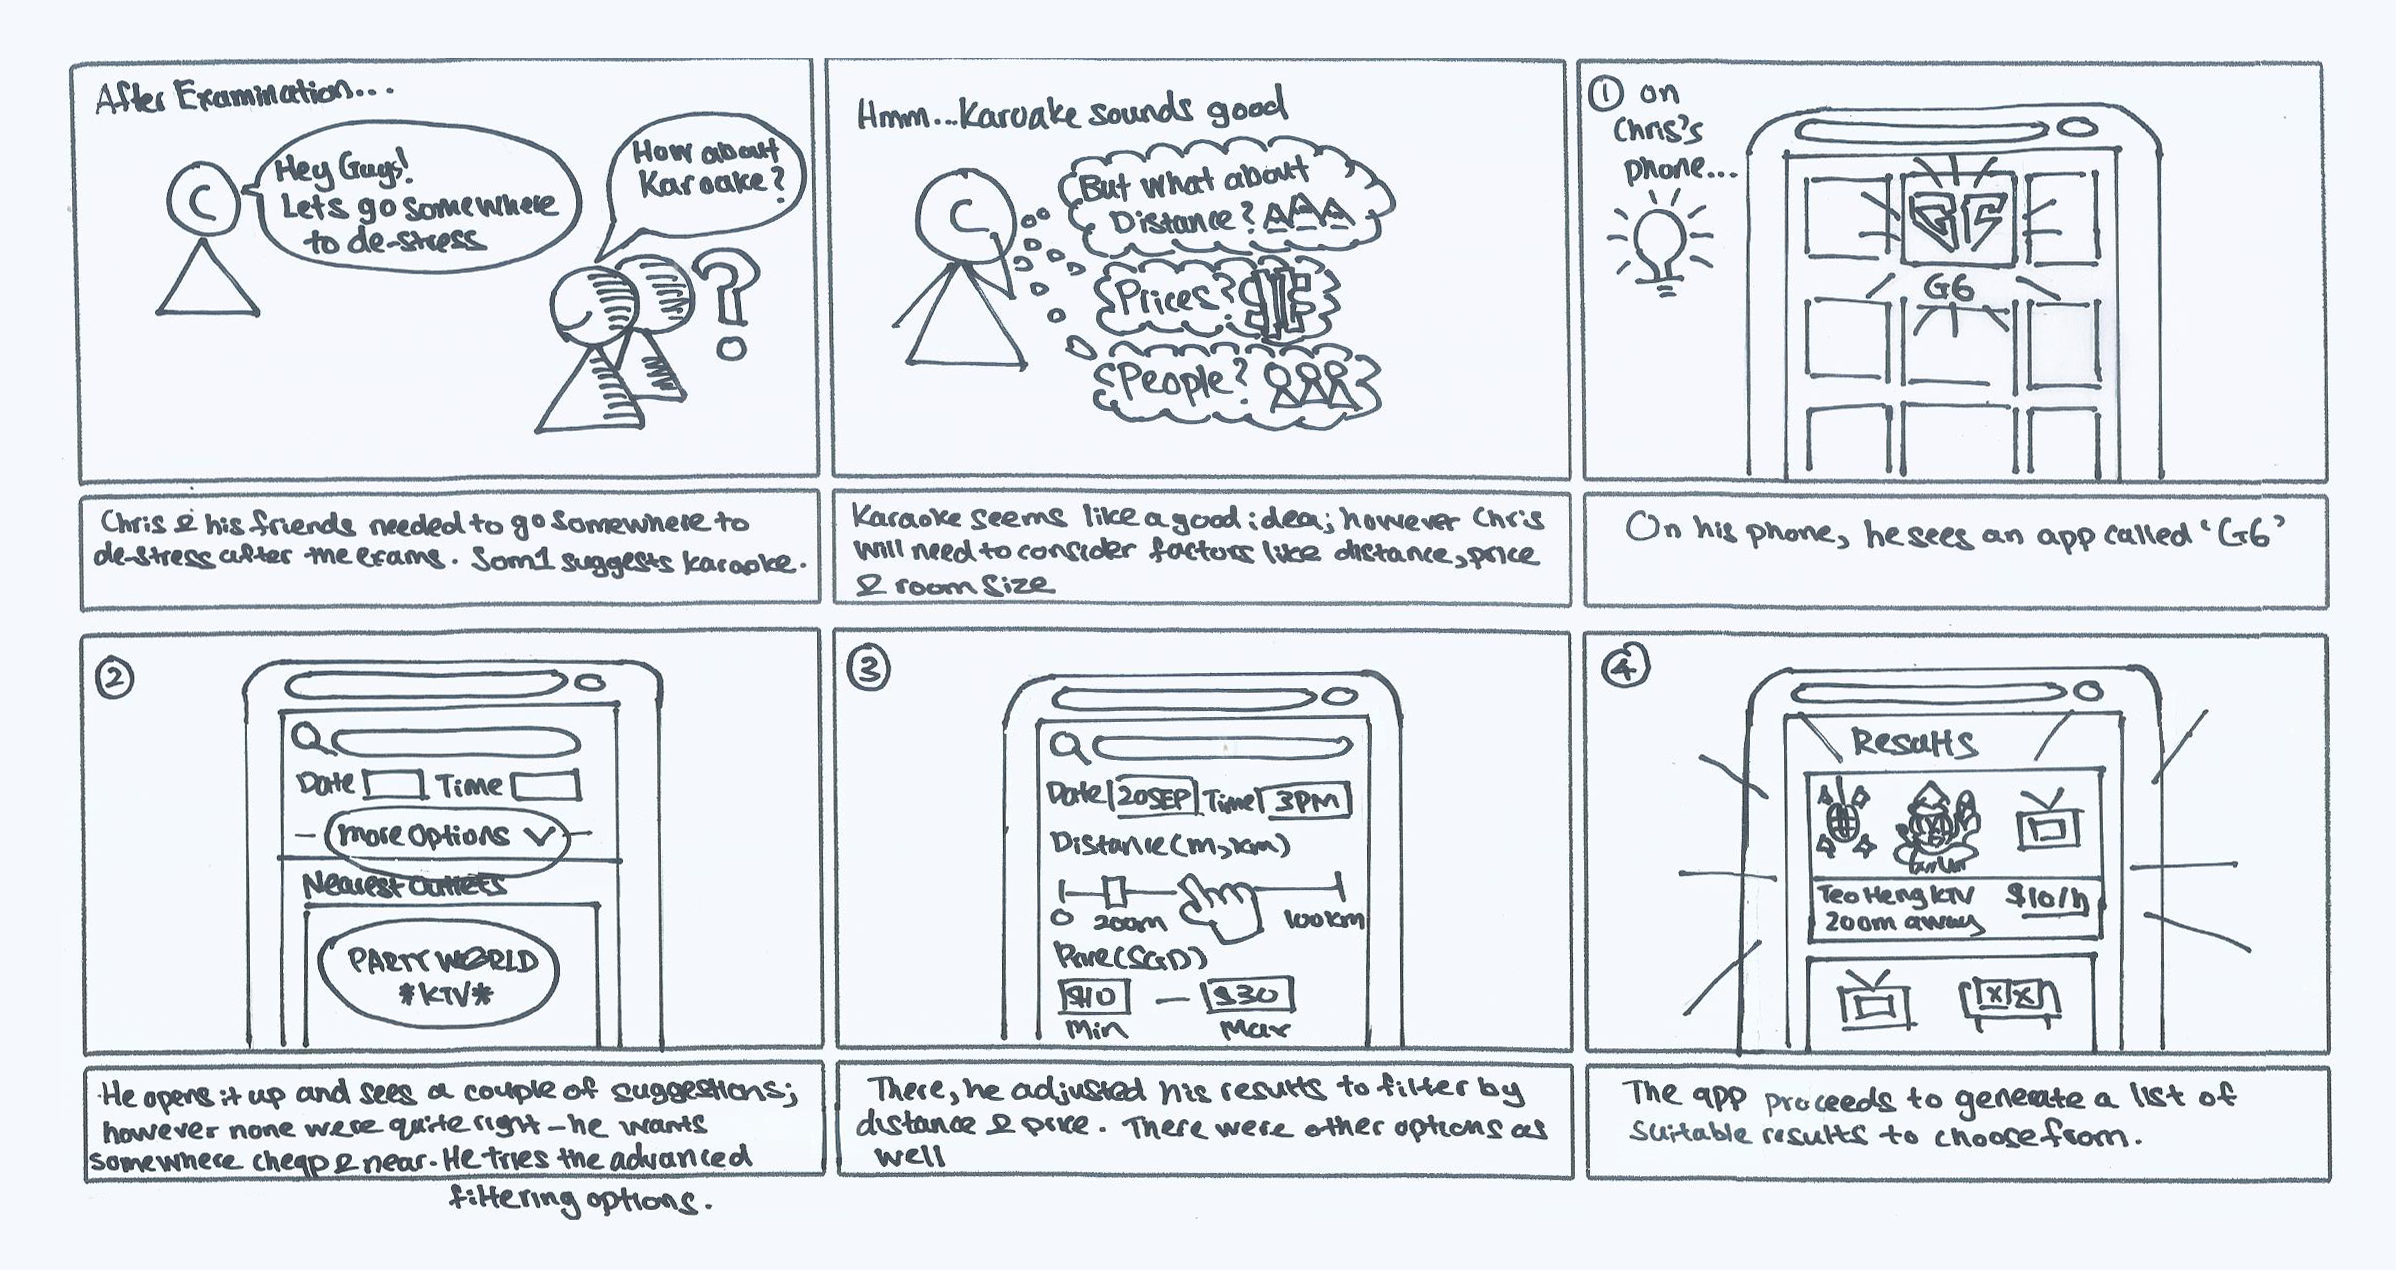 After Examination...
Hey Guys!
Lets go somewhere
to de-stress
How about
Karoake?
?
C
Chris & his friends needed to go somewhere to
de-stress after the exams. Som1 suggests karaoke.
Hmm...Karoake sounds good
C
But what about
Distance?
Prices?
People?
Karaoke seems like a good idea; however Chris
will need to consider factors like distance, price
& room size
1 on
Chris's
phone...
G6
On his phone, he sees an app called 'G6'
2
Date Time
More Options
Nearest Outlets
PARTY WORLD
*KTV*
He opens it up and sees a couple of suggestions;
however none were quite right - he wants
somewhere cheap & near. He tries the advanced
filtering options.
3
Date 20SEP Time 3PM
Distance (m, km)
0 200m 100km
Price (SGD)
$10 — $30
Min Max
There, he adjusted his results to filter by
distance & price. There were other options as
well
4
Results
Teo Heng KTV $10/h
200m away
The app proceeds to generate a list of
suitable results to choose from.